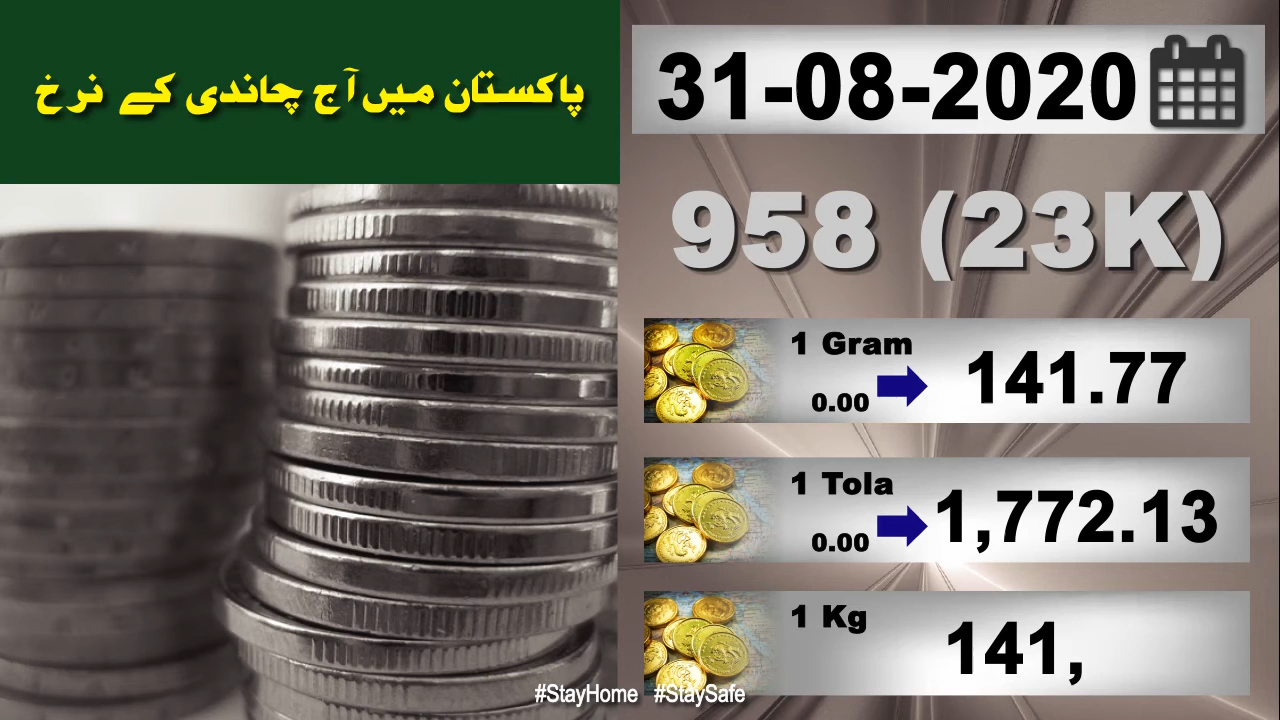 پاکستان میں آج چاندی کے نرخ
31-08-2020
958 (23K)
1 Gram
0.00
141.77
1 Tola
0.00
1,772.13
1 Kg
141,
#StayHome #StaySafe